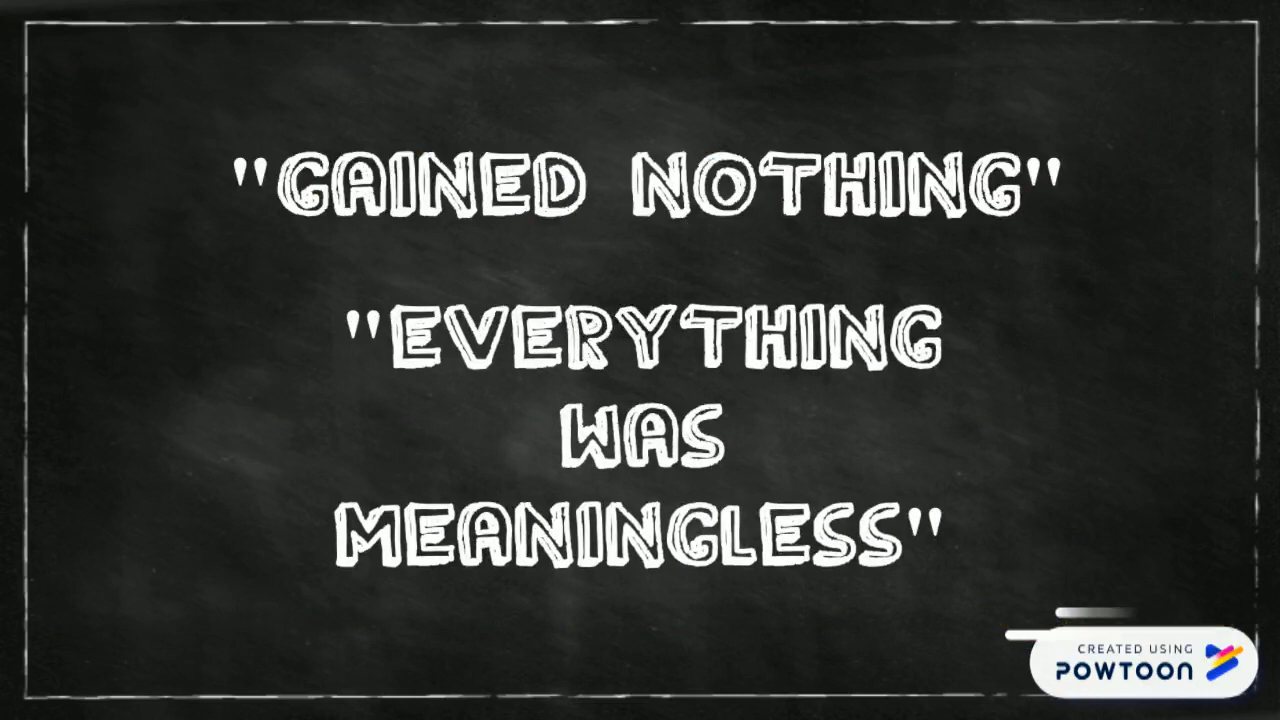 "GAINED NOTHING"
"EVERYTHING
WAS
MEANINGLESS"
CREATED USING
POWTOON